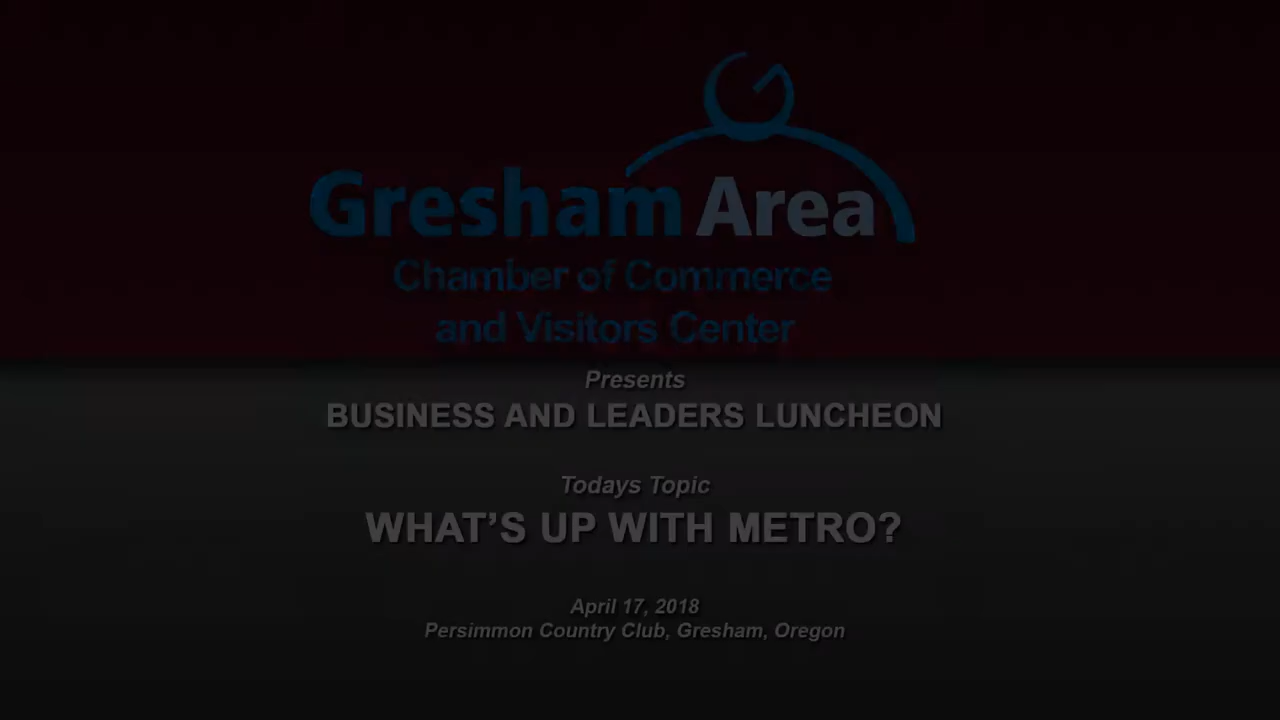 Gresham Area
Chamber of Commerce
and Visitors Center
Presents
BUSINESS AND LEADERS LUNCHEON
Todays Topic
WHAT'S UP WITH METRO?
April 17, 2018
Persimmon Country Club, Gresham, Oregon